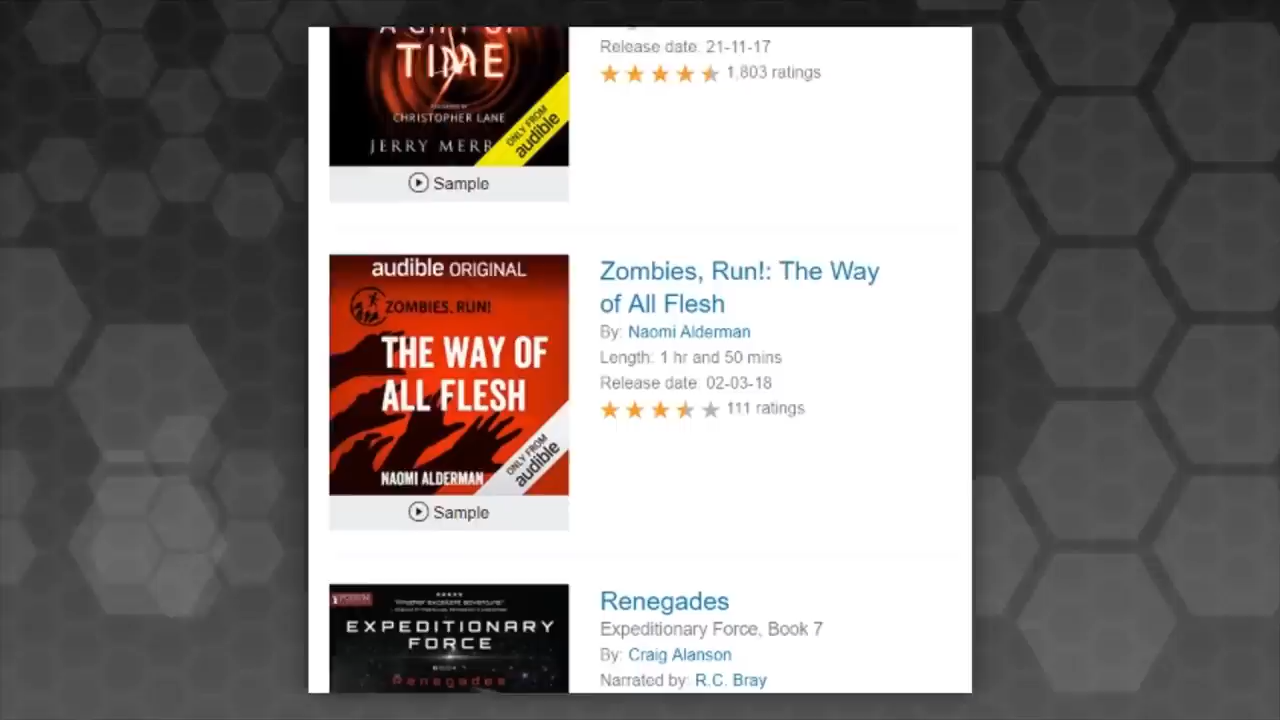 A GIFT OF
TIME
Release date: 21-11-17
1,803 ratings
CHRISTOPHER LANE
JERRY MERR
ONLY FROM
audible
Sample
audible ORIGINAL
ZOMBIES, RUN!
THE WAY OF
ALL FLESH
NAOMI ALDERMAN
ONLY FROM
audible
Sample
Zombies, Run!: The Way
of All Flesh
By: Naomi Alderman
Length: 1 hr and 50 mins
Release date: 02-03-18
111 ratings
PODIUM
EXPEDITIONARY
FORCE
Renegades
Renegades
Expeditionary Force, Book 7
By: Craig Alanson
Narrated by: R.C. Bray